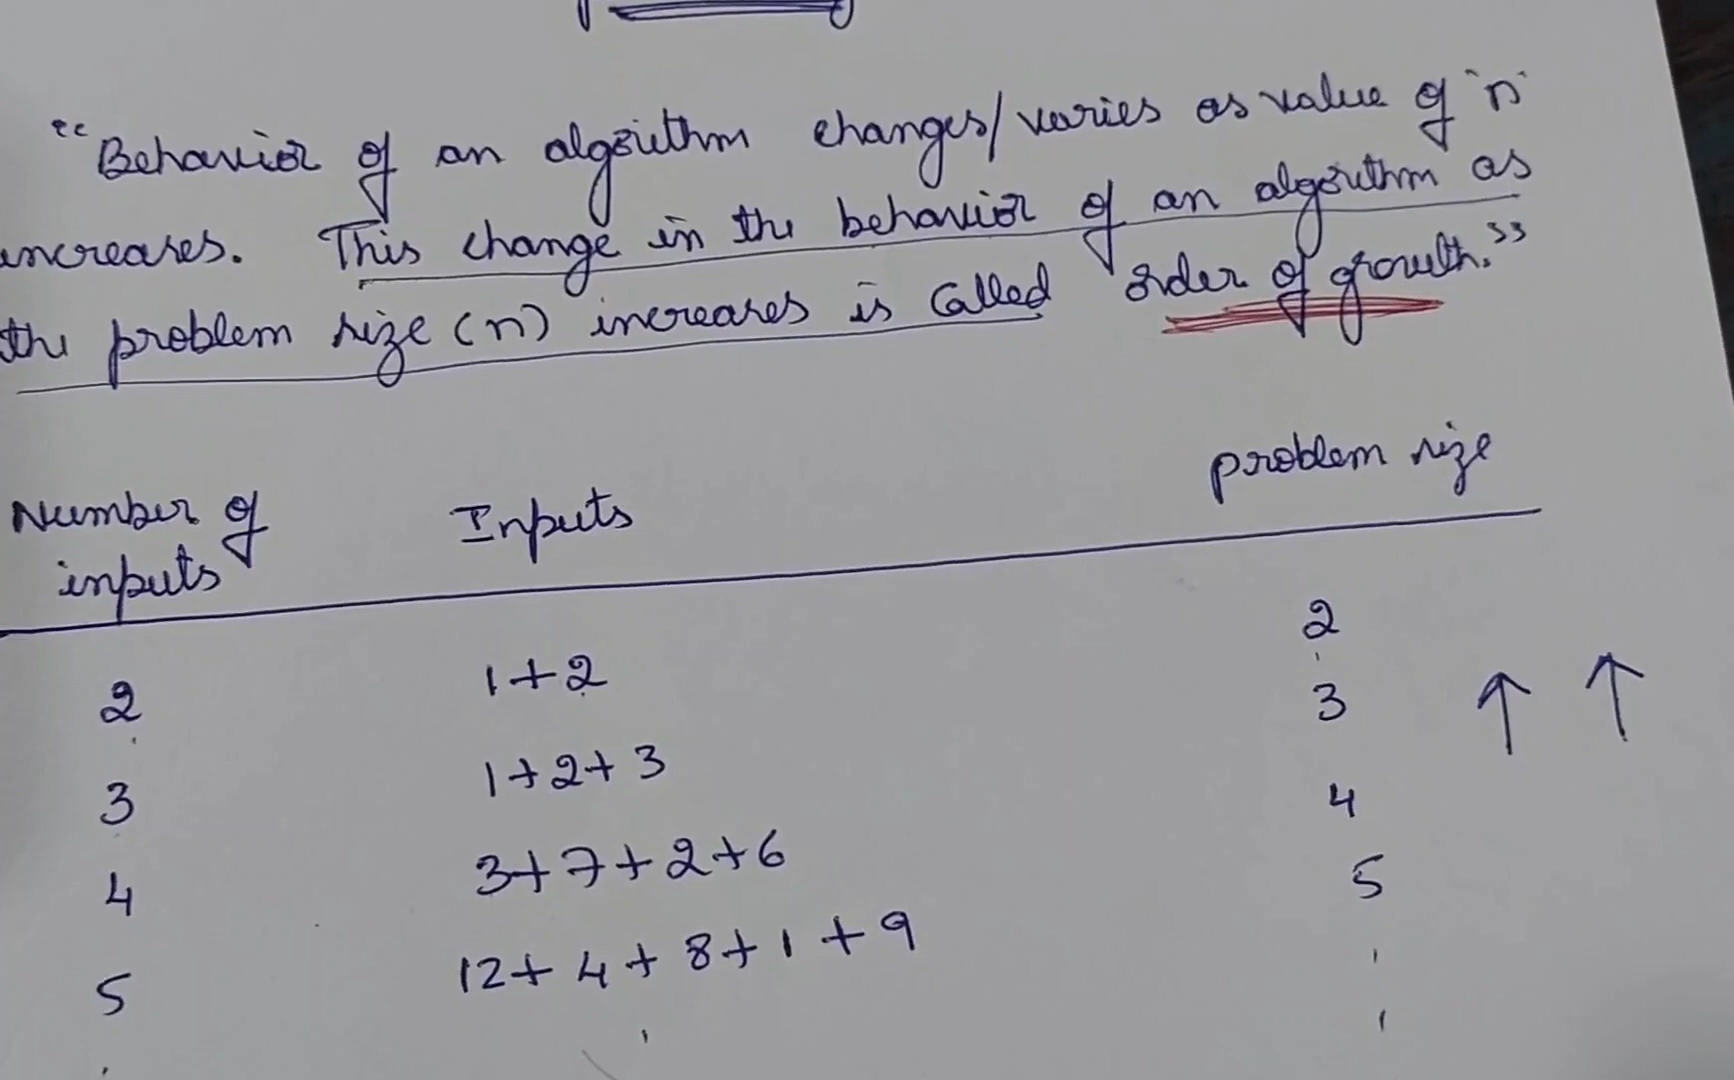 "Behavior of an algorithm changes/varies as value of 'n'
increases. This change in the behavior of an algorithm as
the problem size (n) increases is called 'order of growth."
Number of inputs Inputs problem size
2 1+2 2
3 1+2+3 3 ↑ ↑
4 3+7+2+6 4
5 12+4+8+1+9 5